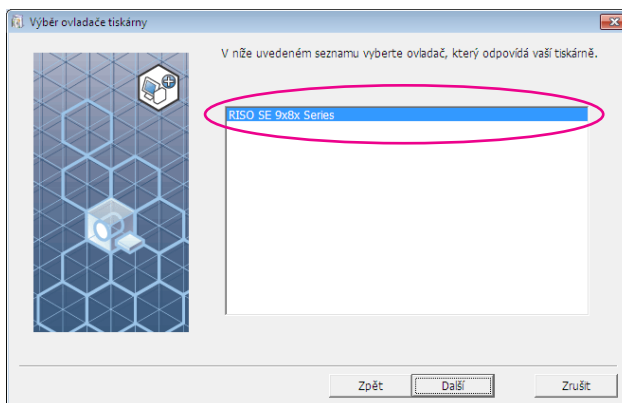 Výběr ovladače tiskárny
V níže uvedeném seznamu vyberte ovladač, který odpovídá vaší tiskárně.
RISO SE 9x8x Series
Zpět
Další
Zrušit